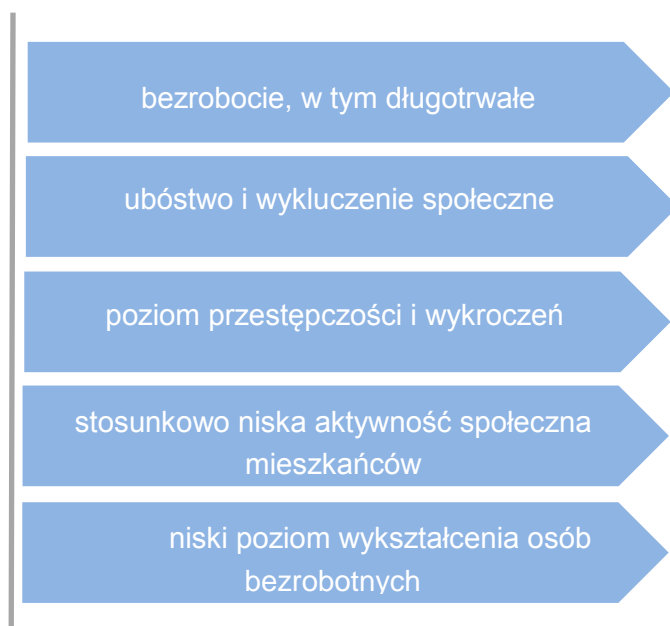 bezrobocie, w tym długotrwałe
ubóstwo i wykluczenie społeczne
poziom przestępczości i wykroczeń
stosunkowo niska aktywność społeczna
mieszkańców
niski poziom wykształcenia osób
bezrobotnych